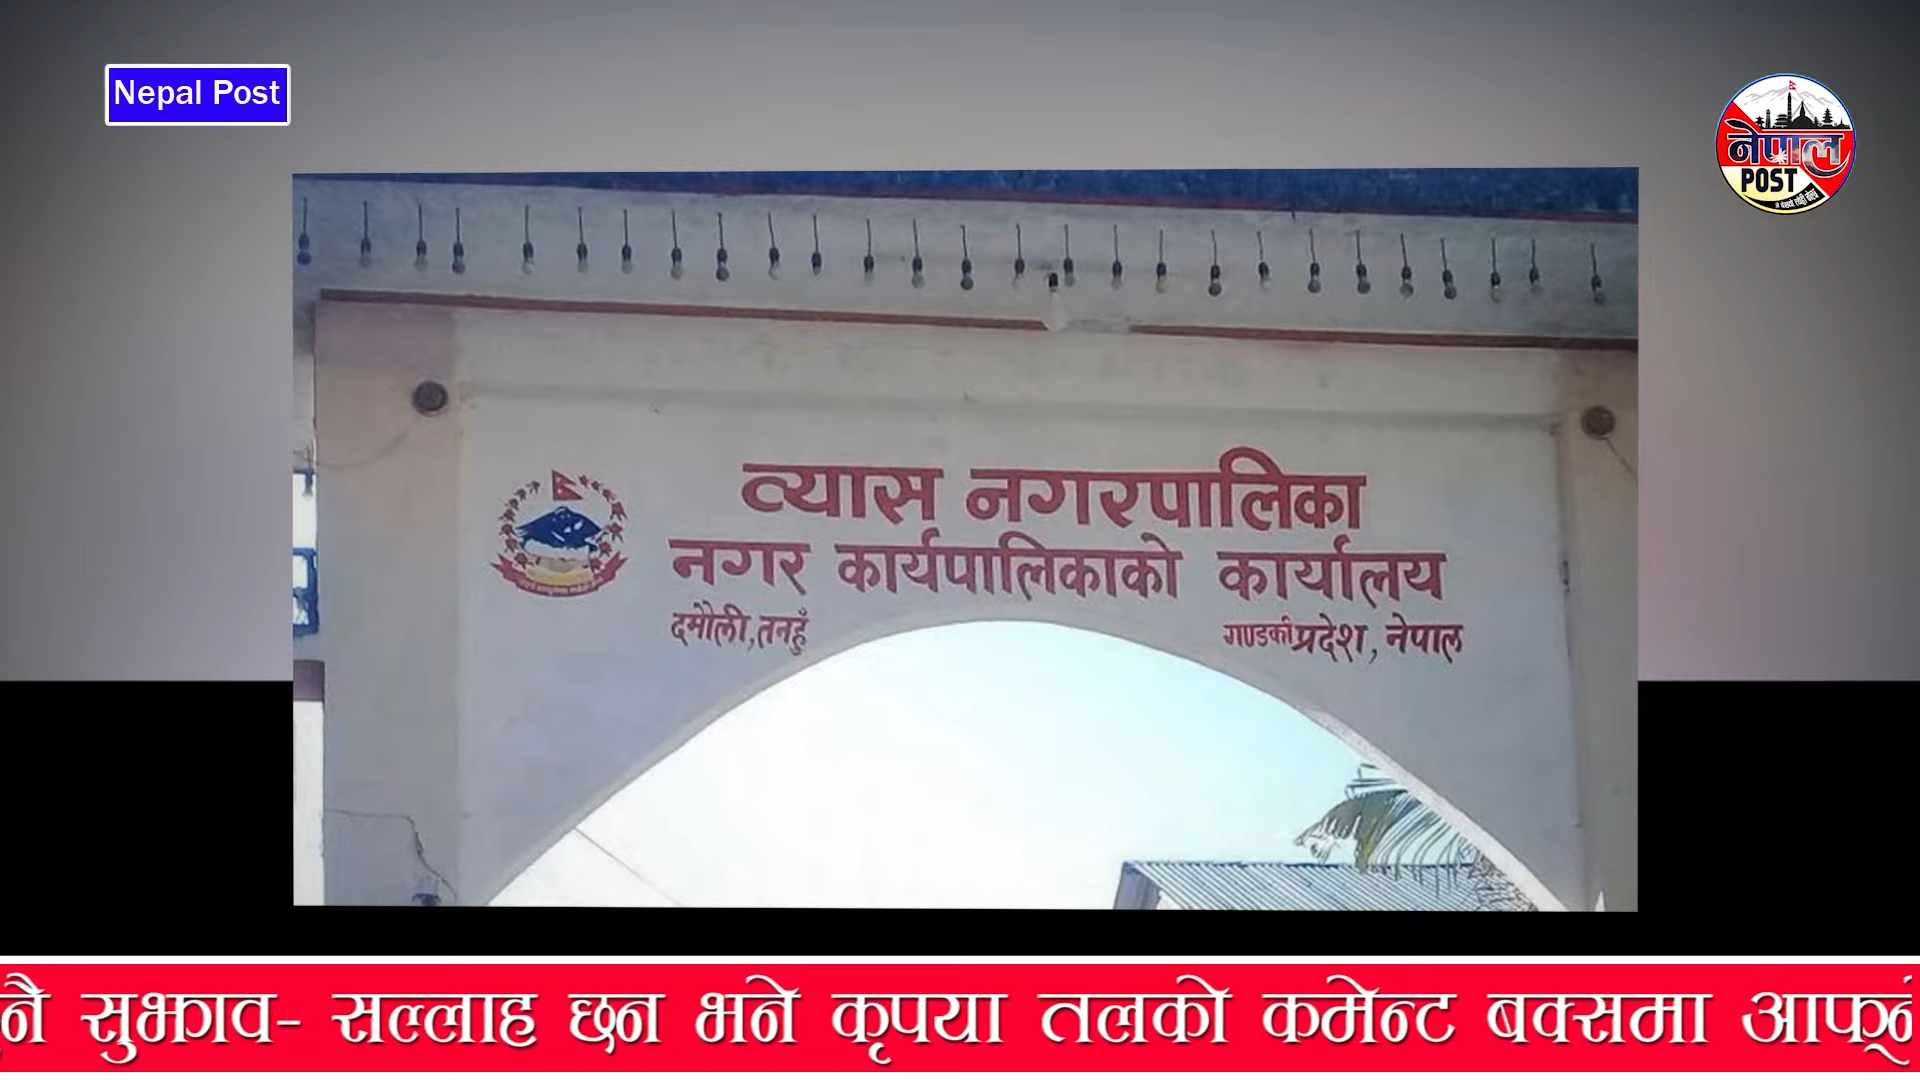 Nepal Post
नेपाल
POST
व्यास नगरपालिका
नगर कार्यपालिकाको कार्यालय
दमौली, तनहुँ
गण्डकी प्रदेश, नेपाल
नै सुझाव- सल्लाह छन भने कृपया तलको कमेन्ट बक्समा